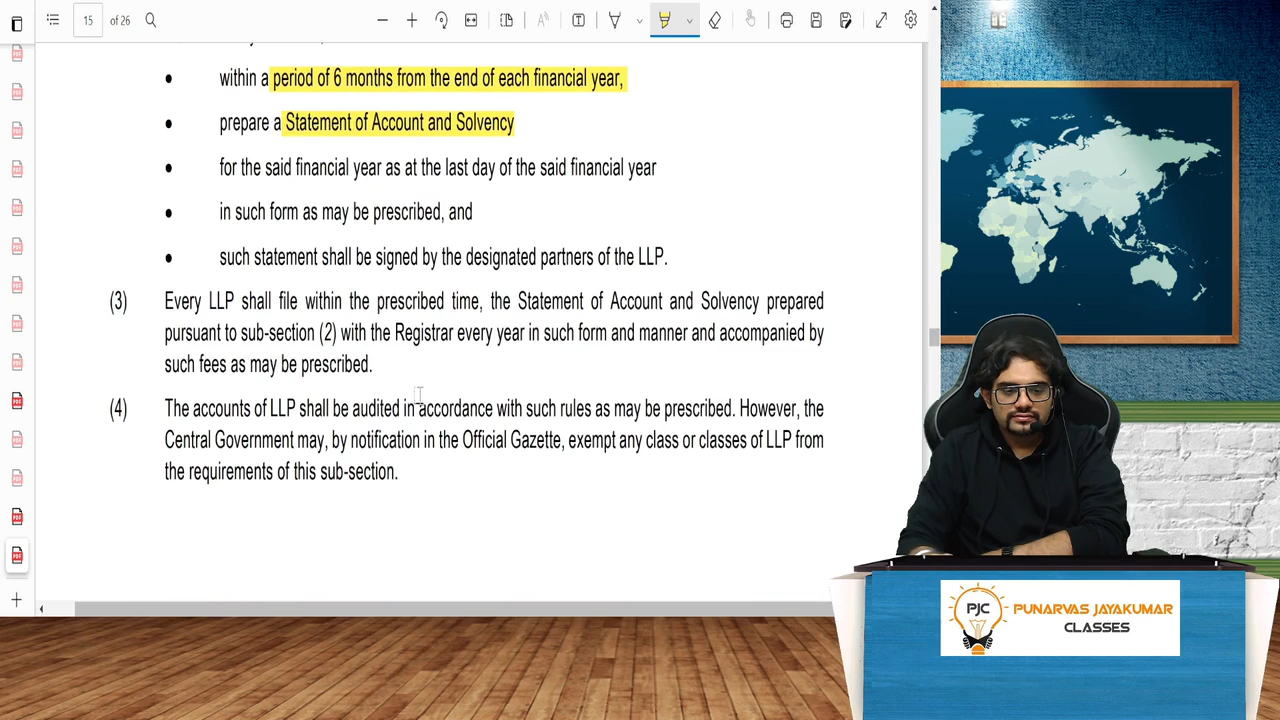 15
of 26
• within a period of 6 months from the end of each financial year,
• prepare a Statement of Account and Solvency
• for the said financial year as at the last day of the said financial year
• in such form as may be prescribed, and
• such statement shall be signed by the designated partners of the LLP.
(3) Every LLP shall file within the prescribed time, the Statement of Account and Solvency prepared
pursuant to sub-section (2) with the Registrar every year in such form and manner and accompanied by
such fees as may be prescribed.
(4) The accounts of LLP shall be audited in accordance with such rules as may be prescribed. However, the
Central Government may, by notification in the Official Gazette, exempt any class or classes of LLP from
the requirements of this sub-section.
PJC
PUNARVAS JAYAKUMAR
CLASSES